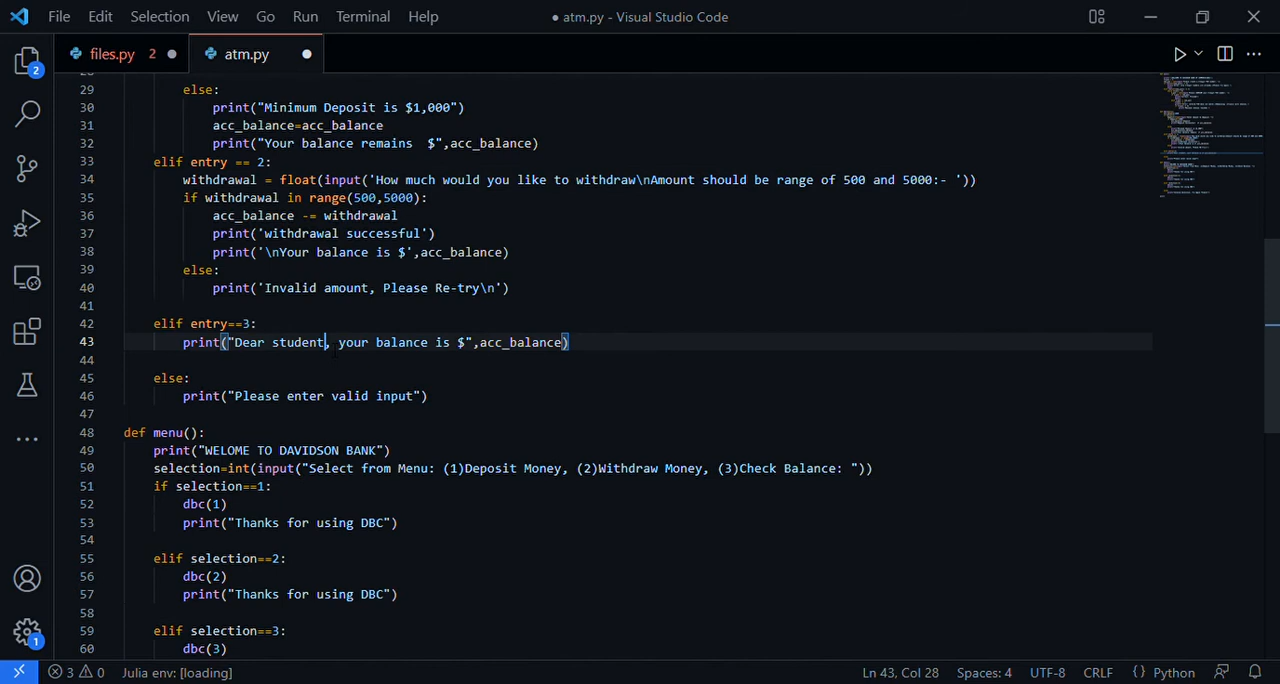 File Edit Selection View Go Run Terminal Help ● atm.py - Visual Studio Code
files.py 2 ● atm.py ●
29 else:
30 print("Minimum Deposit is $1,000")
31 acc_balance=acc_balance
32 print("Your balance remains  $",acc_balance)
33 elif entry == 2:
34 withdrawal = float(input('How much would you like to withdraw\nAmount should be range of 500 and 5000:- '))
35 if withdrawal in range(500,5000):
36 acc_balance -= withdrawal
37 print('withdrawal successful')
38 print('\nYour balance is $',acc_balance)
39 else:
40 print('Invalid amount, Please Re-try\n')
41
42 elif entry==3:
43 print("Dear student, your balance is $",acc_balance)
44
45 else:
46 print("Please enter valid input")
47
48 def menu():
49 print("WELOME TO DAVIDSON BANK")
50 selection=int(input("Select from Menu: (1)Deposit Money, (2)Withdraw Money, (3)Check Balance: "))
51 if selection==1:
52 dbc(1)
53 print("Thanks for using DBC")
54
55 elif selection==2:
56 dbc(2)
57 print("Thanks for using DBC")
58
59 elif selection==3:
60 dbc(3)
2
1
3 0 Julia env: [loading] Ln 43, Col 28 Spaces: 4 UTF-8 CRLF {} Python